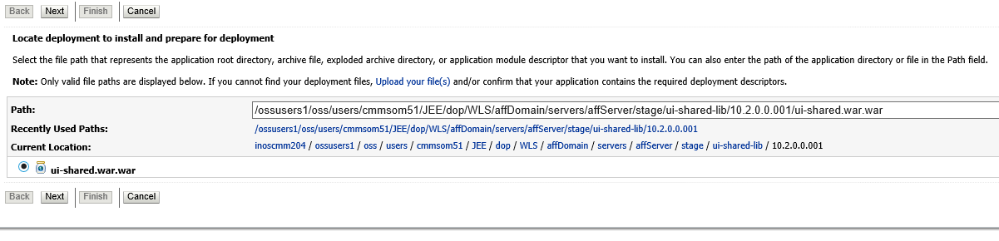 Back Next Finish Cancel
Locate deployment to install and prepare for deployment
Select the file path that represents the application root directory, archive file, exploded archive directory, or application module descriptor that you want to install. You can also enter the path of the application directory or file in the Path field.
Note: Only valid file paths are displayed below. If you cannot find your deployment files, Upload your file(s) and/or confirm that your application contains the required deployment descriptors.
Path: /ossusers1/oss/users/cmmsom51/JEE/dop/WLS/affDomain/servers/affServer/stage/ui-shared-lib/10.2.0.0.001/ui-shared.war.war
Recently Used Paths: /ossusers1/oss/users/cmmsom51/JEE/dop/WLS/affDomain/servers/affServer/stage/ui-shared-lib/10.2.0.0.001
Current Location: inoscmm204 / ossusers1 / oss / users / cmmsom51 / JEE / dop / WLS / affDomain / servers / affServer / stage / ui-shared-lib / 10.2.0.0.001
ui-shared.war.war
Back Next Finish Cancel